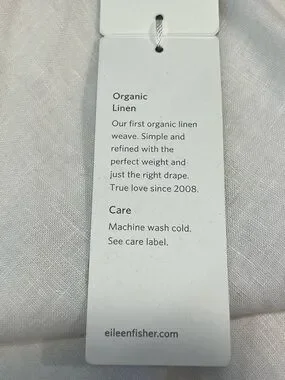 Organic
Linen
Our first organic linen
weave. Simple and
refined with the
perfect weight and
just the right drape.
True love since 2008.
Care
Machine wash cold.
See care label.
eileenfisher.com